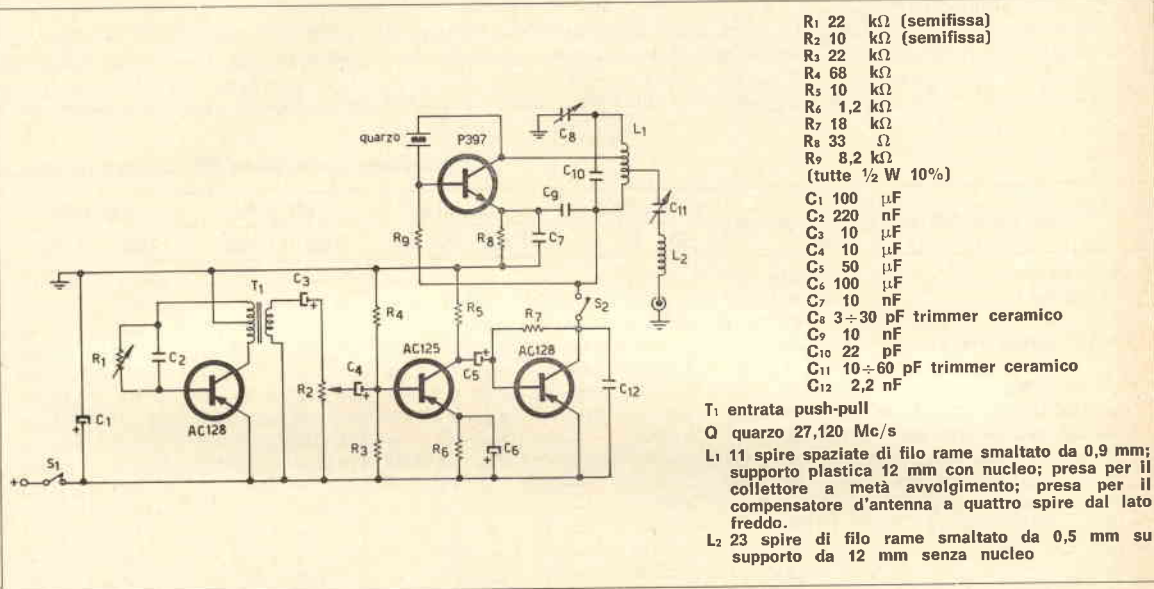 quarzo
P397
C8
L1
C10
C9
C11
R9
R8
C7
L2
T1
C3
R4
R5
S2
R7
R1
C2
AC125
AC128
C4
C5
R2
C12
C1
AC128
R3
R6
C6
S1
+
R1 22 kΩ (semifissa)
R2 10 kΩ (semifissa)
R3 22 kΩ
R4 68 kΩ
R5 10 kΩ
R6 1,2 kΩ
R7 18 kΩ
R8 33 Ω
R9 8,2 kΩ
(tutte ½ W 10%)
C1 100 µF
C2 220 nF
C3 10 µF
C4 10 µF
C5 50 µF
C6 100 µF
C7 10 nF
C8 3÷30 pF trimmer ceramico
C9 10 nF
C10 22 pF
C11 10÷60 pF trimmer ceramico
C12 2,2 nF
T1 entrata push-pull
Q quarzo 27,120 Mc/s
L1 11 spire spaziate di filo rame smaltato da 0,9 mm;
supporto plastica 12 mm con nucleo; presa per il
collettore a metà avvolgimento; presa per il
compensatore d'antenna a quattro spire dal lato
freddo.
L2 23 spire di filo rame smaltato da 0,5 mm su
supporto da 12 mm senza nucleo